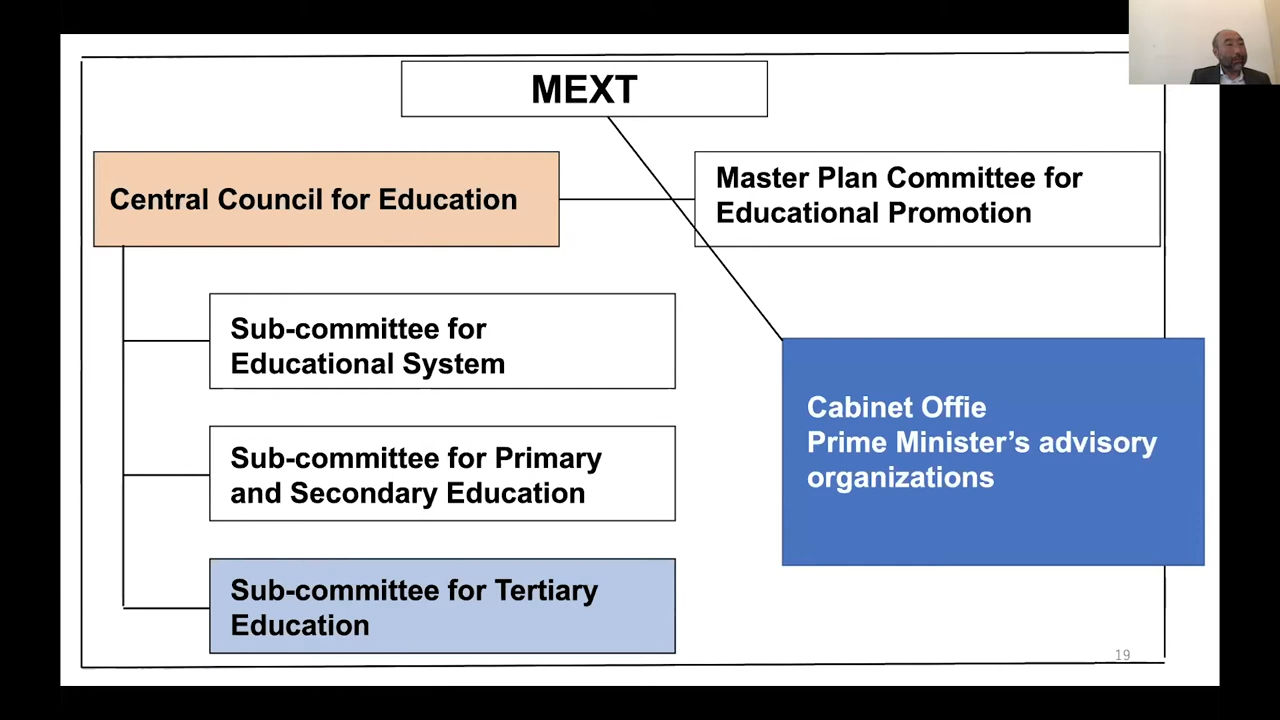 MEXT
Central Council for Education
Master Plan Committee for
Educational Promotion
Sub-committee for
Educational System
Sub-committee for Primary
and Secondary Education
Sub-committee for Tertiary
Education
Cabinet Offie
Prime Minister’s advisory
organizations
19